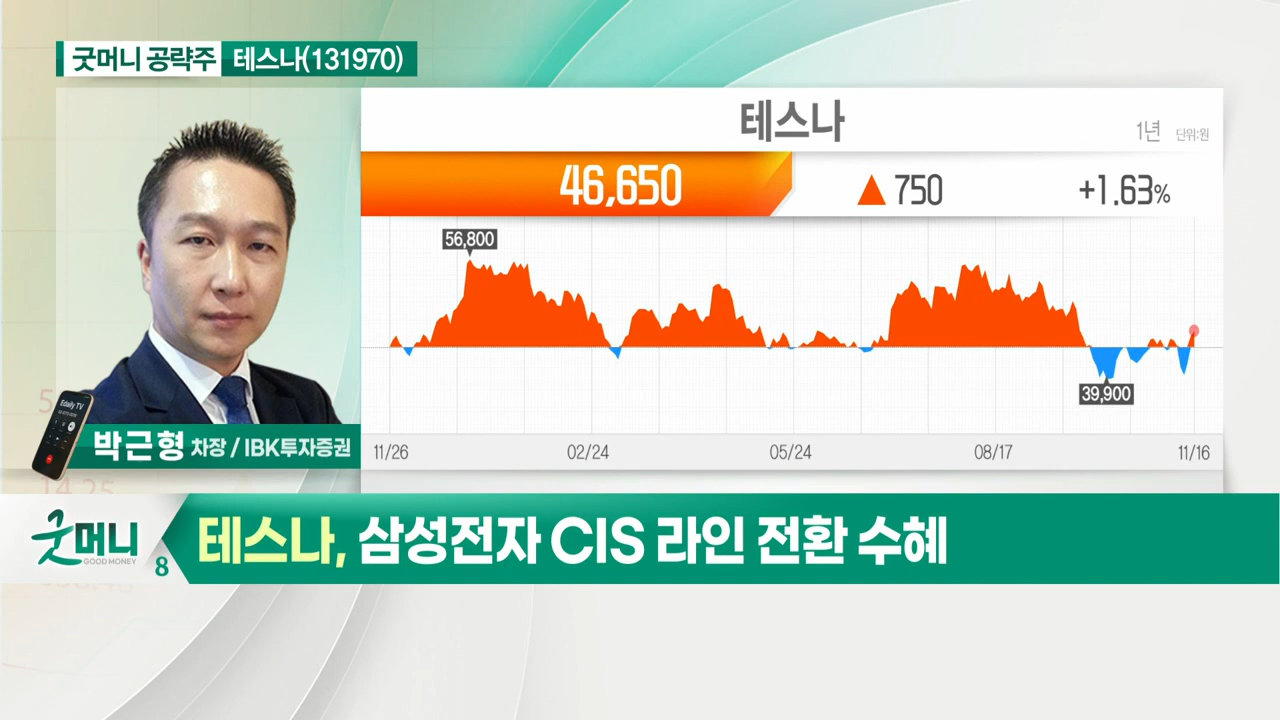 굿머니 공략주 테스나(131970)
테스나
1년 단위:원
46,650 ▲ 750 +1.63%
56,800
39,900
11/26 02/24 05/24 08/17 11/16
Edaily TV
박근형 차장 / IBK투자증권
14.25
굿머니
GOOD MONEY
8
테스나, 삼성전자 CIS 라인 전환 수혜